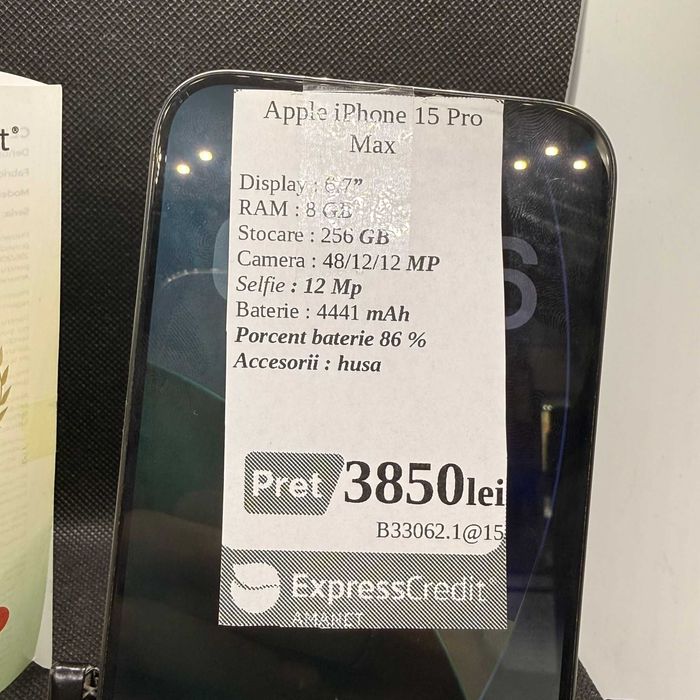 Apple iPhone 15 Pro
Max
Display : 6.7”
RAM : 8 GB
Stocare : 256 GB
Camera : 48/12/12 MP
Selfie : 12 Mp
Baterie : 4441 mAh
Porcent baterie 86 %
Accesorii : husa
Pret 3850lei
B33062.1@15
ExpressCredit
AMANET
t®
6